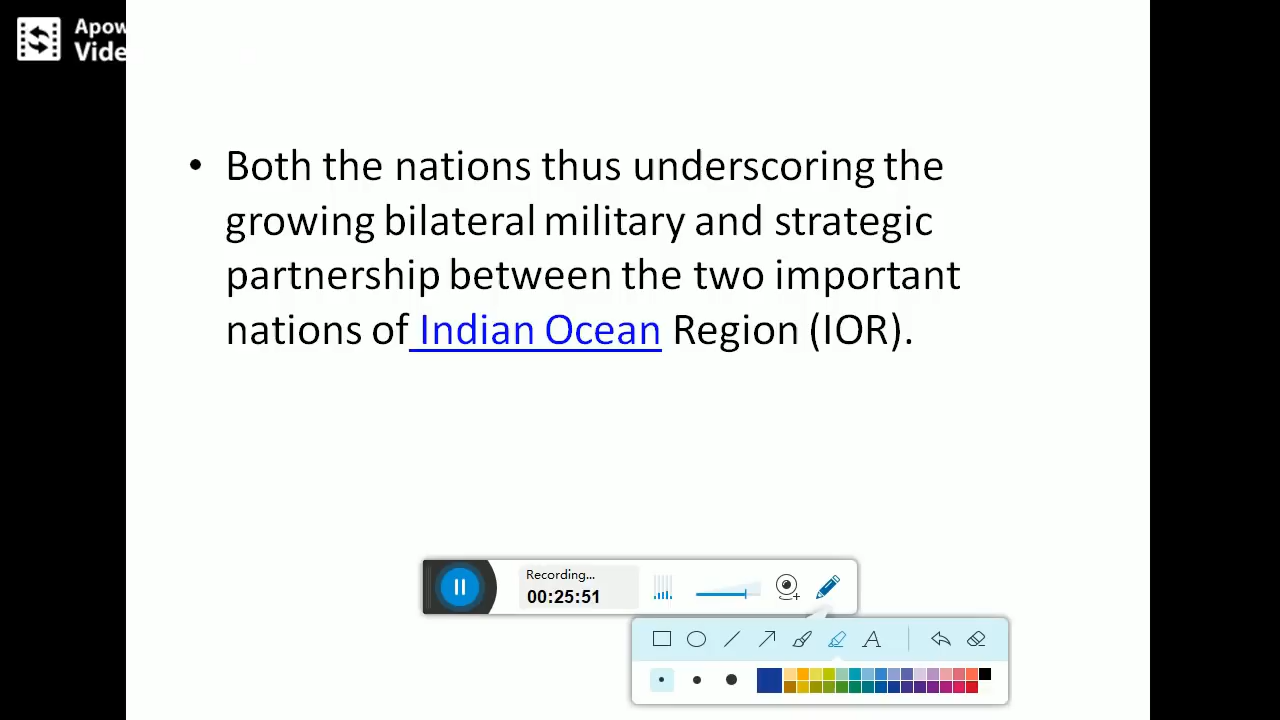 Apow
Vide
• Both the nations thus underscoring the
growing bilateral military and strategic
partnership between the two important
nations of Indian Ocean Region (IOR).
Recording...
00:25:51
A